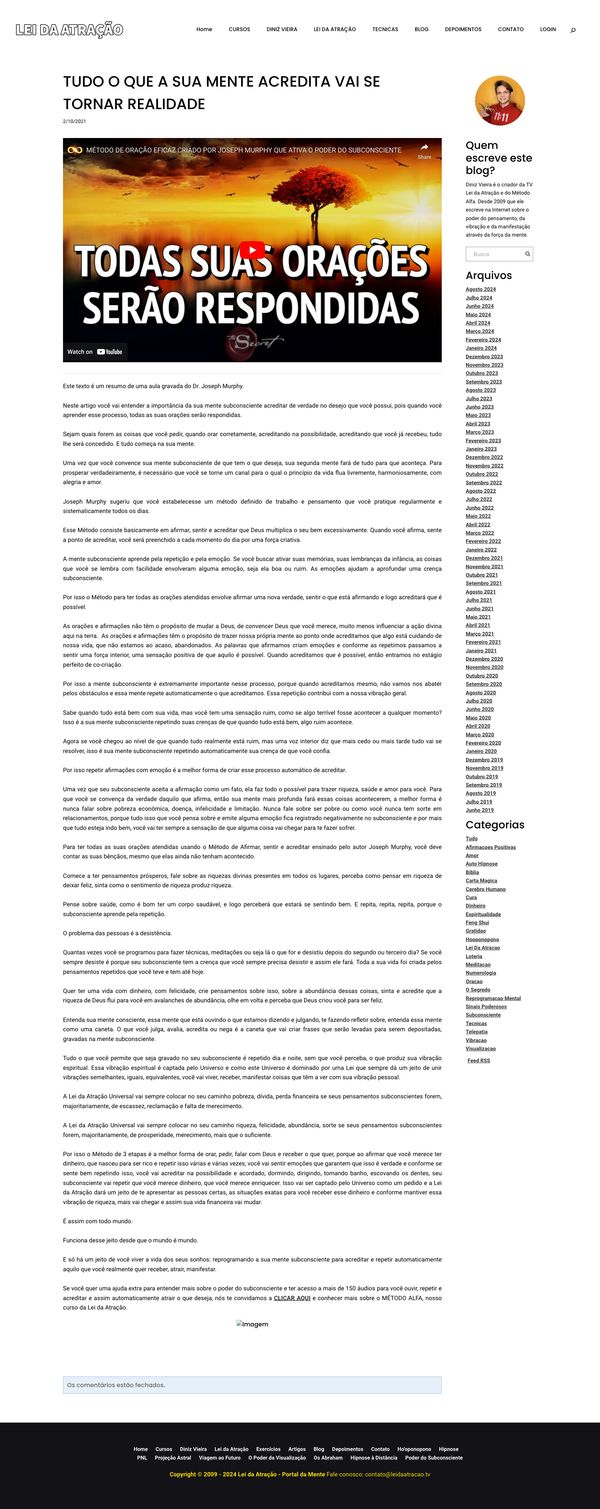 LEI DA ATRAÇÃO
Home CURSOS DINIZ VIEIRA LEI DA ATRAÇÃO TECNICAS BLOG DEPOIMENTOS CONTATO LOGIN
TUDO O QUE A SUA MENTE ACREDITA VAI SE
TORNAR REALIDADE
2/10/2021
MÉTODO DE ORAÇÃO EFICAZ CRIADO POR JOSEPH MURPHY QUE ATIVA O PODER DO SUBCONSCIENTE
Share
TODAS SUAS ORAÇÕES
SERÃO RESPONDIDAS
The Secret
Watch on YouTube
Este texto é um resumo de uma aula gravada do Dr. Joseph Murphy.
Neste artigo você vai entender a importância da sua mente subconsciente acreditar de verdade no desejo que você possui, pois quando você
aprender esse processo, todas as suas orações serão respondidas.
Sejam quais forem as coisas que você pedir, quando orar corretamente, acreditando na possibilidade, acreditando que você já recebeu, tudo
lhe será concedido. E tudo começa na sua mente.
Uma vez que você convence sua mente subconsciente de que tem o que deseja, sua segunda mente fará de tudo para que aconteça. Para
prosperar verdadeiramente, é necessário que você se torne um canal para o qual o princípio da vida flua livremente, harmoniosamente, com
alegria e amor.
Joseph Murphy sugeriu que você estabelecesse um método definido de trabalho e pensamento que você pratique regularmente e
sistematicamente todos os dias.
Esse Método consiste basicamente em afirmar, sentir e acreditar que Deus multiplica o seu bem excessivamente. Quando você afirma, sente
a ponto de acreditar, você será preenchido a cada momento do dia por uma força criativa.
A mente subconsciente aprende pela repetição e pela emoção. Se você buscar ativar suas memórias, suas lembranças da infância, as coisas
que você se lembra com facilidade envolveram alguma emoção, seja ela boa ou ruim. As emoções ajudam a aprofundar uma crença
subconsciente.
Por isso o Método para ter todas as orações atendidas envolve afirmar uma nova verdade, sentir o que está afirmando e logo acreditará que é
possível.
As orações e afirmações não têm o propósito de mudar a Deus, de convencer Deus que você merece, muito menos influenciar a ação divina
aqui na terra. As orações e afirmações têm o propósito de trazer nossa própria mente ao ponto onde acreditamos que algo está cuidando de
nossa vida, que não estamos ao acaso, abandonados. As palavras que afirmamos criam emoções e conforme as repetimos passamos a
sentir uma força interior, uma sensação positiva de que aquilo é possível. Quando acreditamos que é possível, então entramos no estágio
perfeito de co-criação.
Por isso a mente subconsciente é extremamente importante nesse processo, porque quando acreditamos mesmo, não vamos nos abater
pelos obstáculos e essa mente repete automaticamente o que acreditamos. Essa repetição contribui com a nossa vibração geral.
Sabe quando tudo está bem com sua vida, mas você tem uma sensação ruim, como se algo terrível fosse acontecer a qualquer momento?
Isso é a sua mente subconsciente repetindo suas crenças de que quando tudo está bem, algo ruim acontece.
Agora se você chegou ao nível de que quando tudo realmente está ruim, mas uma voz interior diz que mais cedo ou mais tarde tudo vai se
resolver, isso é sua mente subconsciente repetindo automaticamente sua crença de que você confia.
Por isso repetir afirmações com emoção é a melhor forma de criar esse processo automático de acreditar.
Uma vez que seu subconsciente aceita a afirmação como um fato, ela faz todo o possível para trazer riqueza, saúde e amor para você. Para
que você se convença da verdade daquilo que afirma, então sua mente mais profunda fará essas coisas acontecerem, a melhor forma é
nunca falar sobre pobreza econômica, doença, infelicidade e limitação. Nunca fale sobre ser pobre ou como você nunca tem sorte em
relacionamentos, porque tudo isso que você pensa sobre e emite alguma emoção fica registrado negativamente no subconsciente e por mais
que tudo esteja indo bem, você vai ter sempre a sensação de que alguma coisa vai chegar para te fazer sofrer.
Para ter todas as suas orações atendidas usando o Método de Afirmar, sentir e acreditar ensinado pelo autor Joseph Murphy, você deve
contar as suas bênçãos, mesmo que elas ainda não tenham acontecido.
Comece a ter pensamentos prósperos, fale sobre as riquezas divinas presentes em todos os lugares, perceba como pensar em riqueza de
deixar feliz, sinta como o sentimento de riqueza produz riqueza.
Pense sobre saúde, como é bom ter um corpo saudável, e logo perceberá que estará se sentindo bem. E repita, repita, repita, porque o
subconsciente aprende pela repetição.
O problema das pessoas é a desistência.
Quantas vezes você se programou para fazer técnicas, meditações ou seja lá o que for e desistiu depois do segundo ou terceiro dia? Se você
sempre desiste é porque seu subconsciente tem a crença que você sempre precisa desistir e assim ele fará. Toda a sua vida foi criada pelos
pensamentos repetidos que você teve e tem até hoje.
Quer ter uma vida com dinheiro, com felicidade, crie pensamentos sobre isso, sobre a abundância dessas coisas, sinta e acredite que a
riqueza de Deus flui para você em avalanches de abundância, olhe em volta e perceba que Deus criou você para ser feliz.
Entenda sua mente consciente, essa mente que está ouvindo o que estamos dizendo e julgando, te fazendo refletir sobre, entenda essa mente
como uma caneta. O que você julga, avalia, acredita ou nega é a caneta que vai criar frases que serão levadas para serem depositadas,
gravadas na mente subconsciente.
Tudo o que você permite que seja gravado no seu subconsciente é repetido dia e noite, sem que você perceba, o que produz sua vibração
espiritual. Essa vibração espiritual é captada pelo Universo e como este Universo é dominado por uma Lei que sempre dá um jeito de unir
vibrações semelhantes, iguais, equivalentes, você vai viver, receber, manifestar coisas que têm a ver com sua vibração pessoal.
A Lei da Atração Universal vai sempre colocar no seu caminho pobreza, dívida, perda financeira se seus pensamentos subconscientes forem,
majoritariamente, de escassez, reclamação e falta de merecimento.
A Lei da Atração Universal vai sempre colocar no seu caminho riqueza, felicidade, abundância, sorte se seus pensamentos subconscientes
forem, majoritariamente, de prosperidade, merecimento, mais que o suficiente.
Por isso o Método de 3 etapas é a melhor forma de orar, pedir, falar com Deus e receber o que quer, porque ao afirmar que você merece ter
dinheiro, que nasceu para ser rico e repetir isso várias e várias vezes, você vai sentir emoções que garantem que isso é verdade e conforme se
sente bem repetindo isso, você vai acreditar na possibilidade e acordado, dormindo, dirigindo, tomando banho, escovando os dentes, seu
subconsciente vai repetir que você merece dinheiro, que você merece enriquecer. Isso vai ser captado pelo Universo como um pedido e a Lei
da Atração dará um jeito de te apresentar as pessoas certas, as situações exatas para você receber esse dinheiro e conforme mantiver essa
vibração de riqueza, mais vai chegar e assim sua vida financeira vai mudar.
É assim com todo mundo.
Funciona desse jeito desde que o mundo é mundo.
E só há um jeito de você viver a vida dos seus sonhos: reprogramando a sua mente subconsciente para acreditar e repetir automaticamente
aquilo que você realmente quer receber, atrair, manifestar.
Se você quer uma ajuda extra para entender mais sobre o poder do subconsciente e ter acesso a mais de 150 áudios para você ouvir, repetir e
acreditar e assim automaticamente atrair o que deseja, nós te convidamos a CLICAR AQUI e conhecer mais sobre o MÉTODO ALFA, nosso
curso da Lei da Atração.
Imagem
Os comentários estão fechados.
11:11
Quem
escreve este
blog?
Diniz Vieira é o criador da TV
Lei da Atração e do Método
Alfa. Desde 2009 que ele
escreve na Internet sobre o
poder do pensamento, da
vibração e da manifestação
através da força da mente.
Busca
Arquivos
Agosto 2024
Julho 2024
Junho 2024
Maio 2024
Abril 2024
Março 2024
Fevereiro 2024
Janeiro 2024
Dezembro 2023
Novembro 2023
Outubro 2023
Setembro 2023
Agosto 2023
Julho 2023
Junho 2023
Maio 2023
Abril 2023
Março 2023
Fevereiro 2023
Janeiro 2023
Dezembro 2022
Novembro 2022
Outubro 2022
Setembro 2022
Agosto 2022
Julho 2022
Junho 2022
Maio 2022
Abril 2022
Março 2022
Fevereiro 2022
Janeiro 2022
Dezembro 2021
Novembro 2021
Outubro 2021
Setembro 2021
Agosto 2021
Julho 2021
Junho 2021
Maio 2021
Abril 2021
Março 2021
Fevereiro 2021
Janeiro 2021
Dezembro 2020
Novembro 2020
Outubro 2020
Setembro 2020
Agosto 2020
Julho 2020
Junho 2020
Maio 2020
Abril 2020
Março 2020
Fevereiro 2020
Janeiro 2020
Dezembro 2019
Novembro 2019
Outubro 2019
Setembro 2019
Agosto 2019
Julho 2019
Junho 2019
Categorias
Tudo
Afirmacoes Positivas
Amor
Auto Hipnose
Bíblia
Carta Magica
Cerebro Humano
Cura
Dinheiro
Espiritualidade
Feng Shui
Gratidao
Hooponopono
Lei Da Atracao
Loteria
Meditacao
Numerologia
Oracao
O Segredo
Reprogramacao Mental
Sinais Poderosos
Subconsciente
Tecnicas
Telepatia
Vibracao
Visualizacao
Feed RSS
Home Cursos Diniz Vieira Lei da Atração Exercícios Artigos Blog Depoimentos Contato Ho'oponopono Hipnose
PNL Projeção Astral Viagem ao Futuro O Poder da Visualização Os Abraham Hipnose à Distância Poder do Subconsciente
Copyright © 2009 - 2024 Lei da Atração - Portal da Mente Fale conosco: contato@leidaatracao.tv